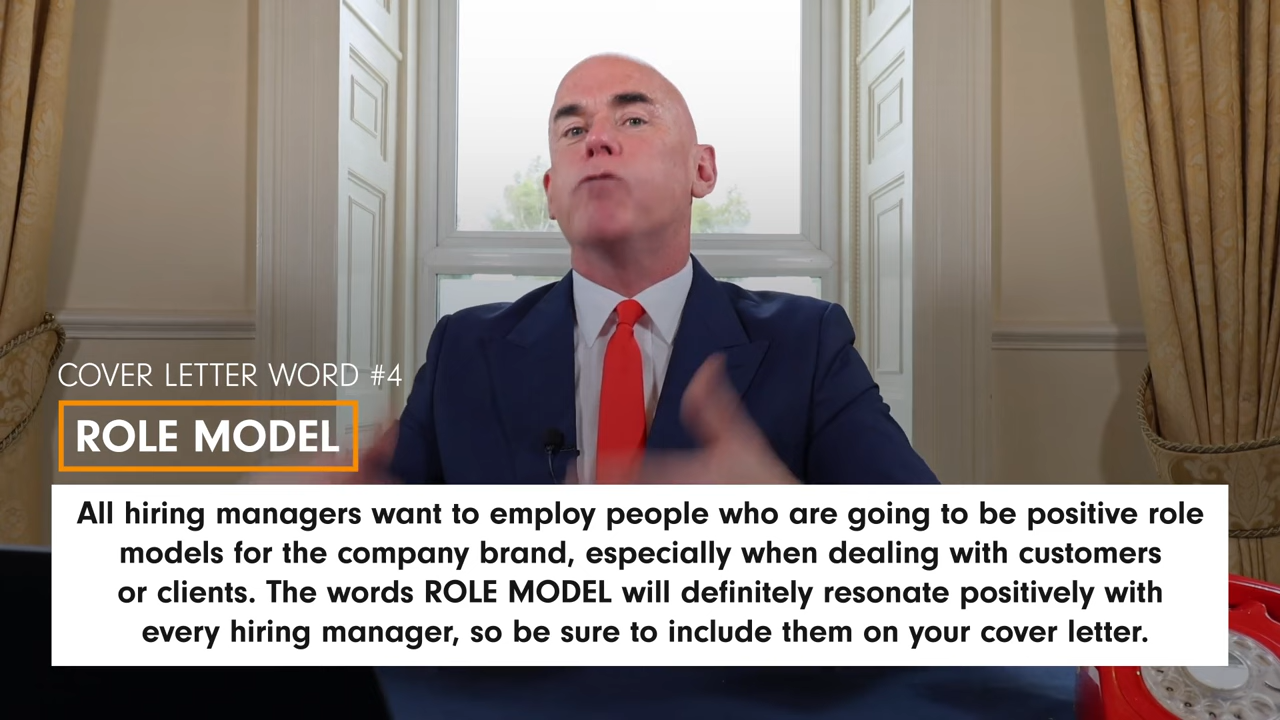 COVER LETTER WORD #4
ROLE MODEL
All hiring managers want to employ people who are going to be positive role
models for the company brand, especially when dealing with customers
or clients. The words ROLE MODEL will definitely resonate positively with
every hiring manager, so be sure to include them on your cover letter.